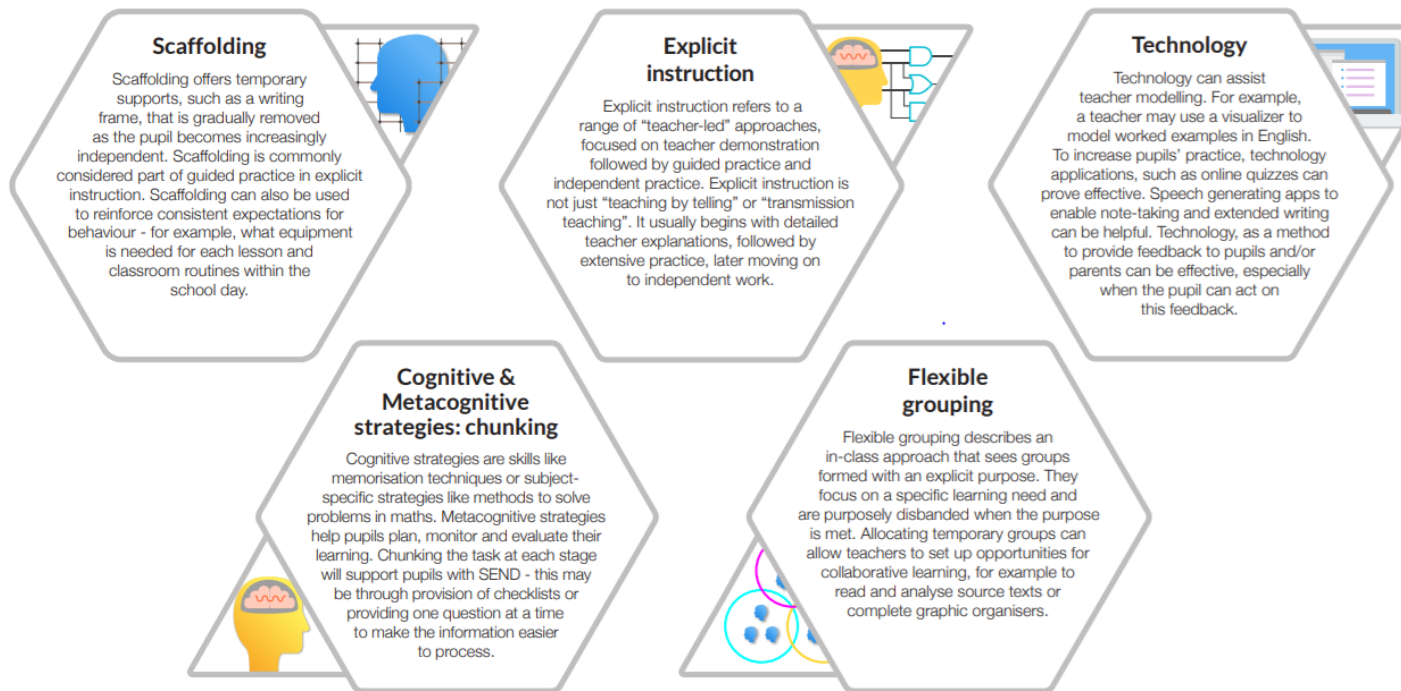 Scaffolding
Scaffolding offers temporary
supports, such as a writing
frame, that is gradually removed
as the pupil becomes increasingly
independent. Scaffolding is commonly
considered part of guided practice in explicit
instruction. Scaffolding can also be used
to reinforce consistent expectations for
behaviour - for example, what equipment
is needed for each lesson and
classroom routines within the
school day.
Explicit
instruction
Explicit instruction refers to a
range of “teacher-led” approaches,
focused on teacher demonstration
followed by guided practice and
independent practice. Explicit instruction is
not just “teaching by telling” or “transmission
teaching”. It usually begins with detailed
teacher explanations, followed by
extensive practice, later moving on
to independent work.
Technology
Technology can assist
teacher modelling. For example,
a teacher may use a visualizer to
model worked examples in English.
To increase pupils’ practice, technology
applications, such as online quizzes can
prove effective. Speech generating apps to
enable note-taking and extended writing
can be helpful. Technology, as a method
to provide feedback to pupils and/or
parents can be effective, especially
when the pupil can act on
this feedback.
Cognitive &
Metacognitive
strategies: chunking
Cognitive strategies are skills like
memorisation techniques or subject-
specific strategies like methods to solve
problems in maths. Metacognitive strategies
help pupils plan, monitor and evaluate their
learning. Chunking the task at each stage
will support pupils with SEND - this may
be through provision of checklists or
providing one question at a time
to make the information easier
to process.
Flexible
grouping
Flexible grouping describes an
in-class approach that sees groups
formed with an explicit purpose. They
focus on a specific learning need and
are purposely disbanded when the purpose
is met. Allocating temporary groups can
allow teachers to set up opportunities for
collaborative learning, for example to
read and analyse source texts or
complete graphic organisers.